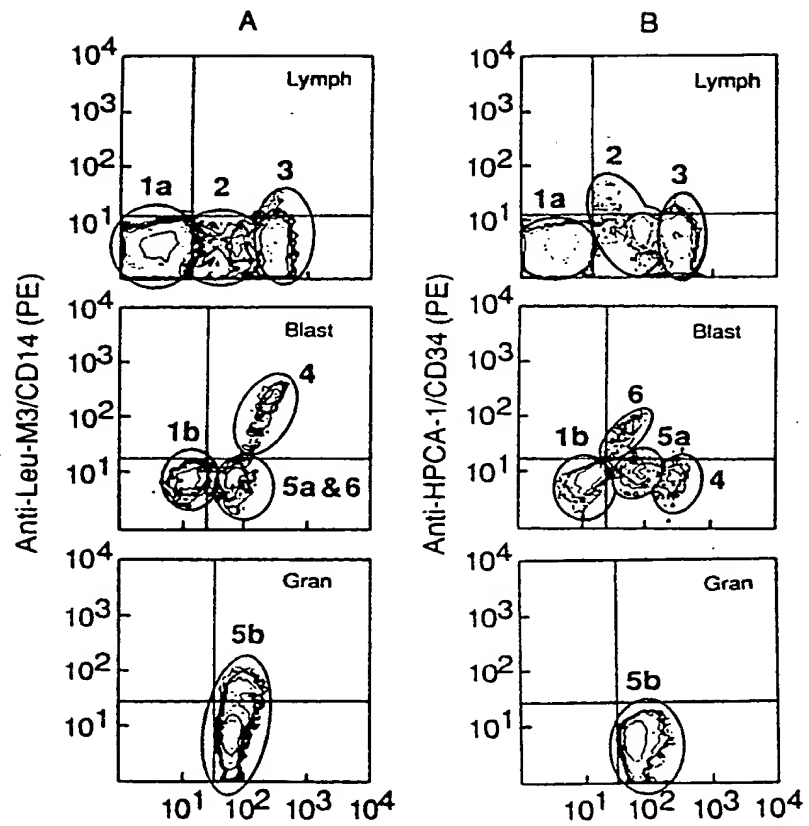 A
B
Anti-Leu-M3/CD14 (PE)
10⁴
10³
10²
10¹
Lymph
1a
2
3
10⁴
10³
10²
10¹
Blast
1b
4
5a & 6
10⁴
10³
10²
10¹
Gran
5b
10¹ 10² 10³ 10⁴
Anti-HPCA-1/CD34 (PE)
10⁴
10³
10²
10¹
Lymph
1a
2
3
10⁴
10³
10²
10¹
Blast
6
1b
5a
4
10⁴
10³
10²
10¹
Gran
5b
10¹ 10² 10³ 10⁴